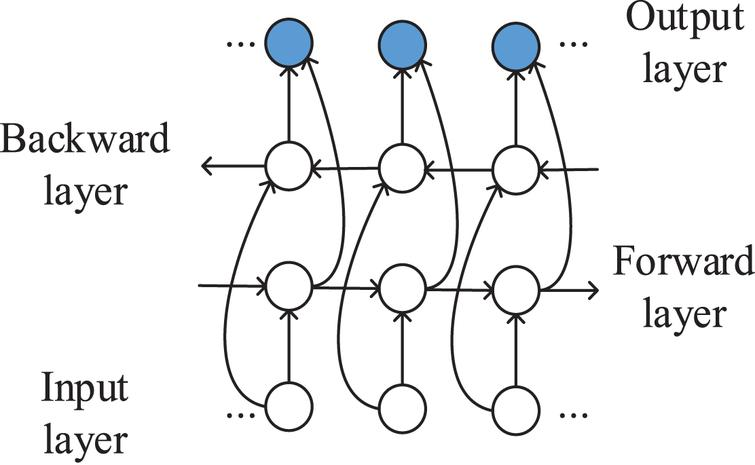 ... ... Output
layer
Backward
layer
Forward
layer
Input
layer
... ...